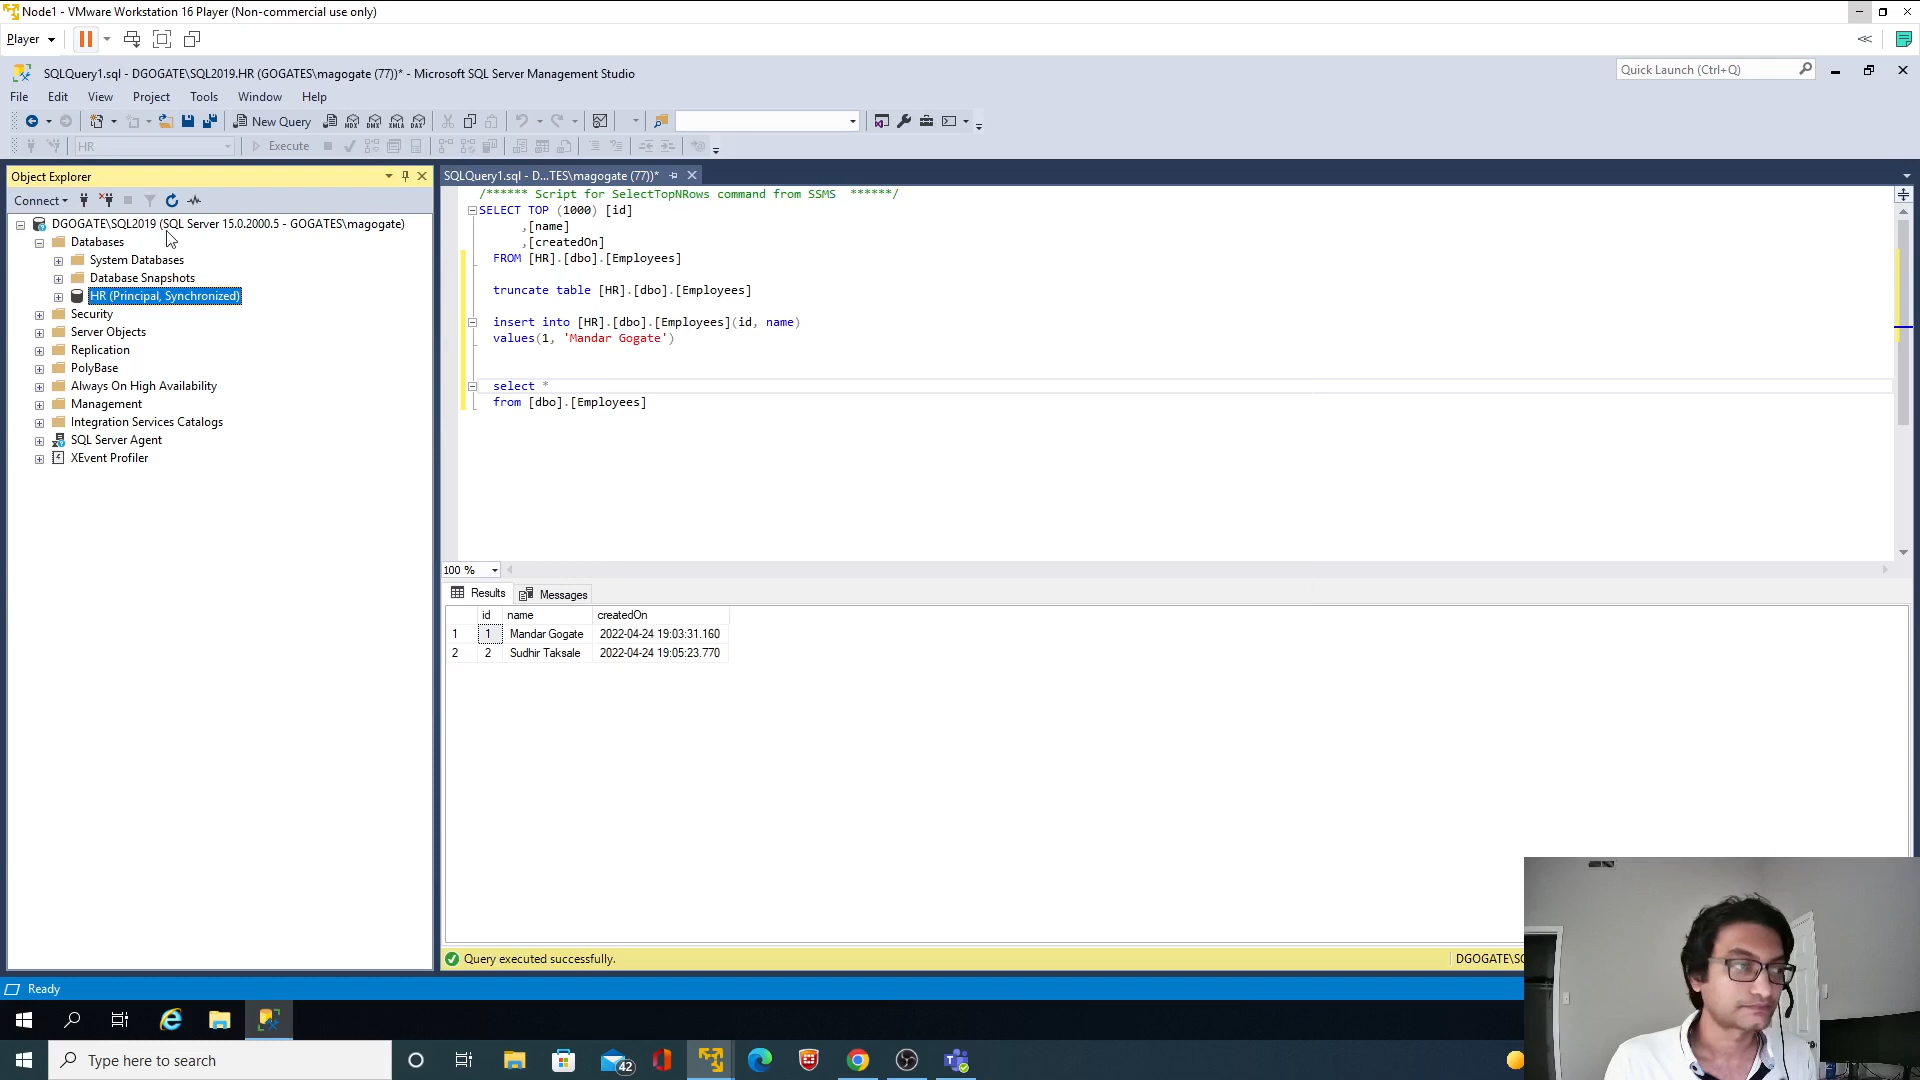 Node1 - VMware Workstation 16 Player (Non-commercial use only)
Player
SQLQuery1.sql - DGOGATE\SQL2019.HR (GOGATES\magogate (77))* - Microsoft SQL Server Management Studio
Quick Launch (Ctrl+Q)
File Edit View Project Tools Window Help
New Query
HR
Execute
Object Explorer
Connect
DGOGATE\SQL2019 (SQL Server 15.0.2000.5 - GOGATES\magogate)
Databases
System Databases
Database Snapshots
HR (Principal, Synchronized)
Security
Server Objects
Replication
PolyBase
Always On High Availability
Management
Integration Services Catalogs
SQL Server Agent
XEvent Profiler
SQLQuery1.sql - D...TES\magogate (77))*
/****** Script for SelectTopNRows command from SSMS ******/
SELECT TOP (1000) [id]
,[name]
,[createdOn]
FROM [HR].[dbo].[Employees]
truncate table [HR].[dbo].[Employees]
insert into [HR].[dbo].[Employees](id, name)
values(1, 'Mandar Gogate')
select *
from [dbo].[Employees]
100 %
Results Messages
id name createdOn
1 1 Mandar Gogate 2022-04-24 19:03:31.160
2 2 Sudhir Taksale 2022-04-24 19:05:23.770
Query executed successfully.
DGOGATE\SQ
Ready
Type here to search
42